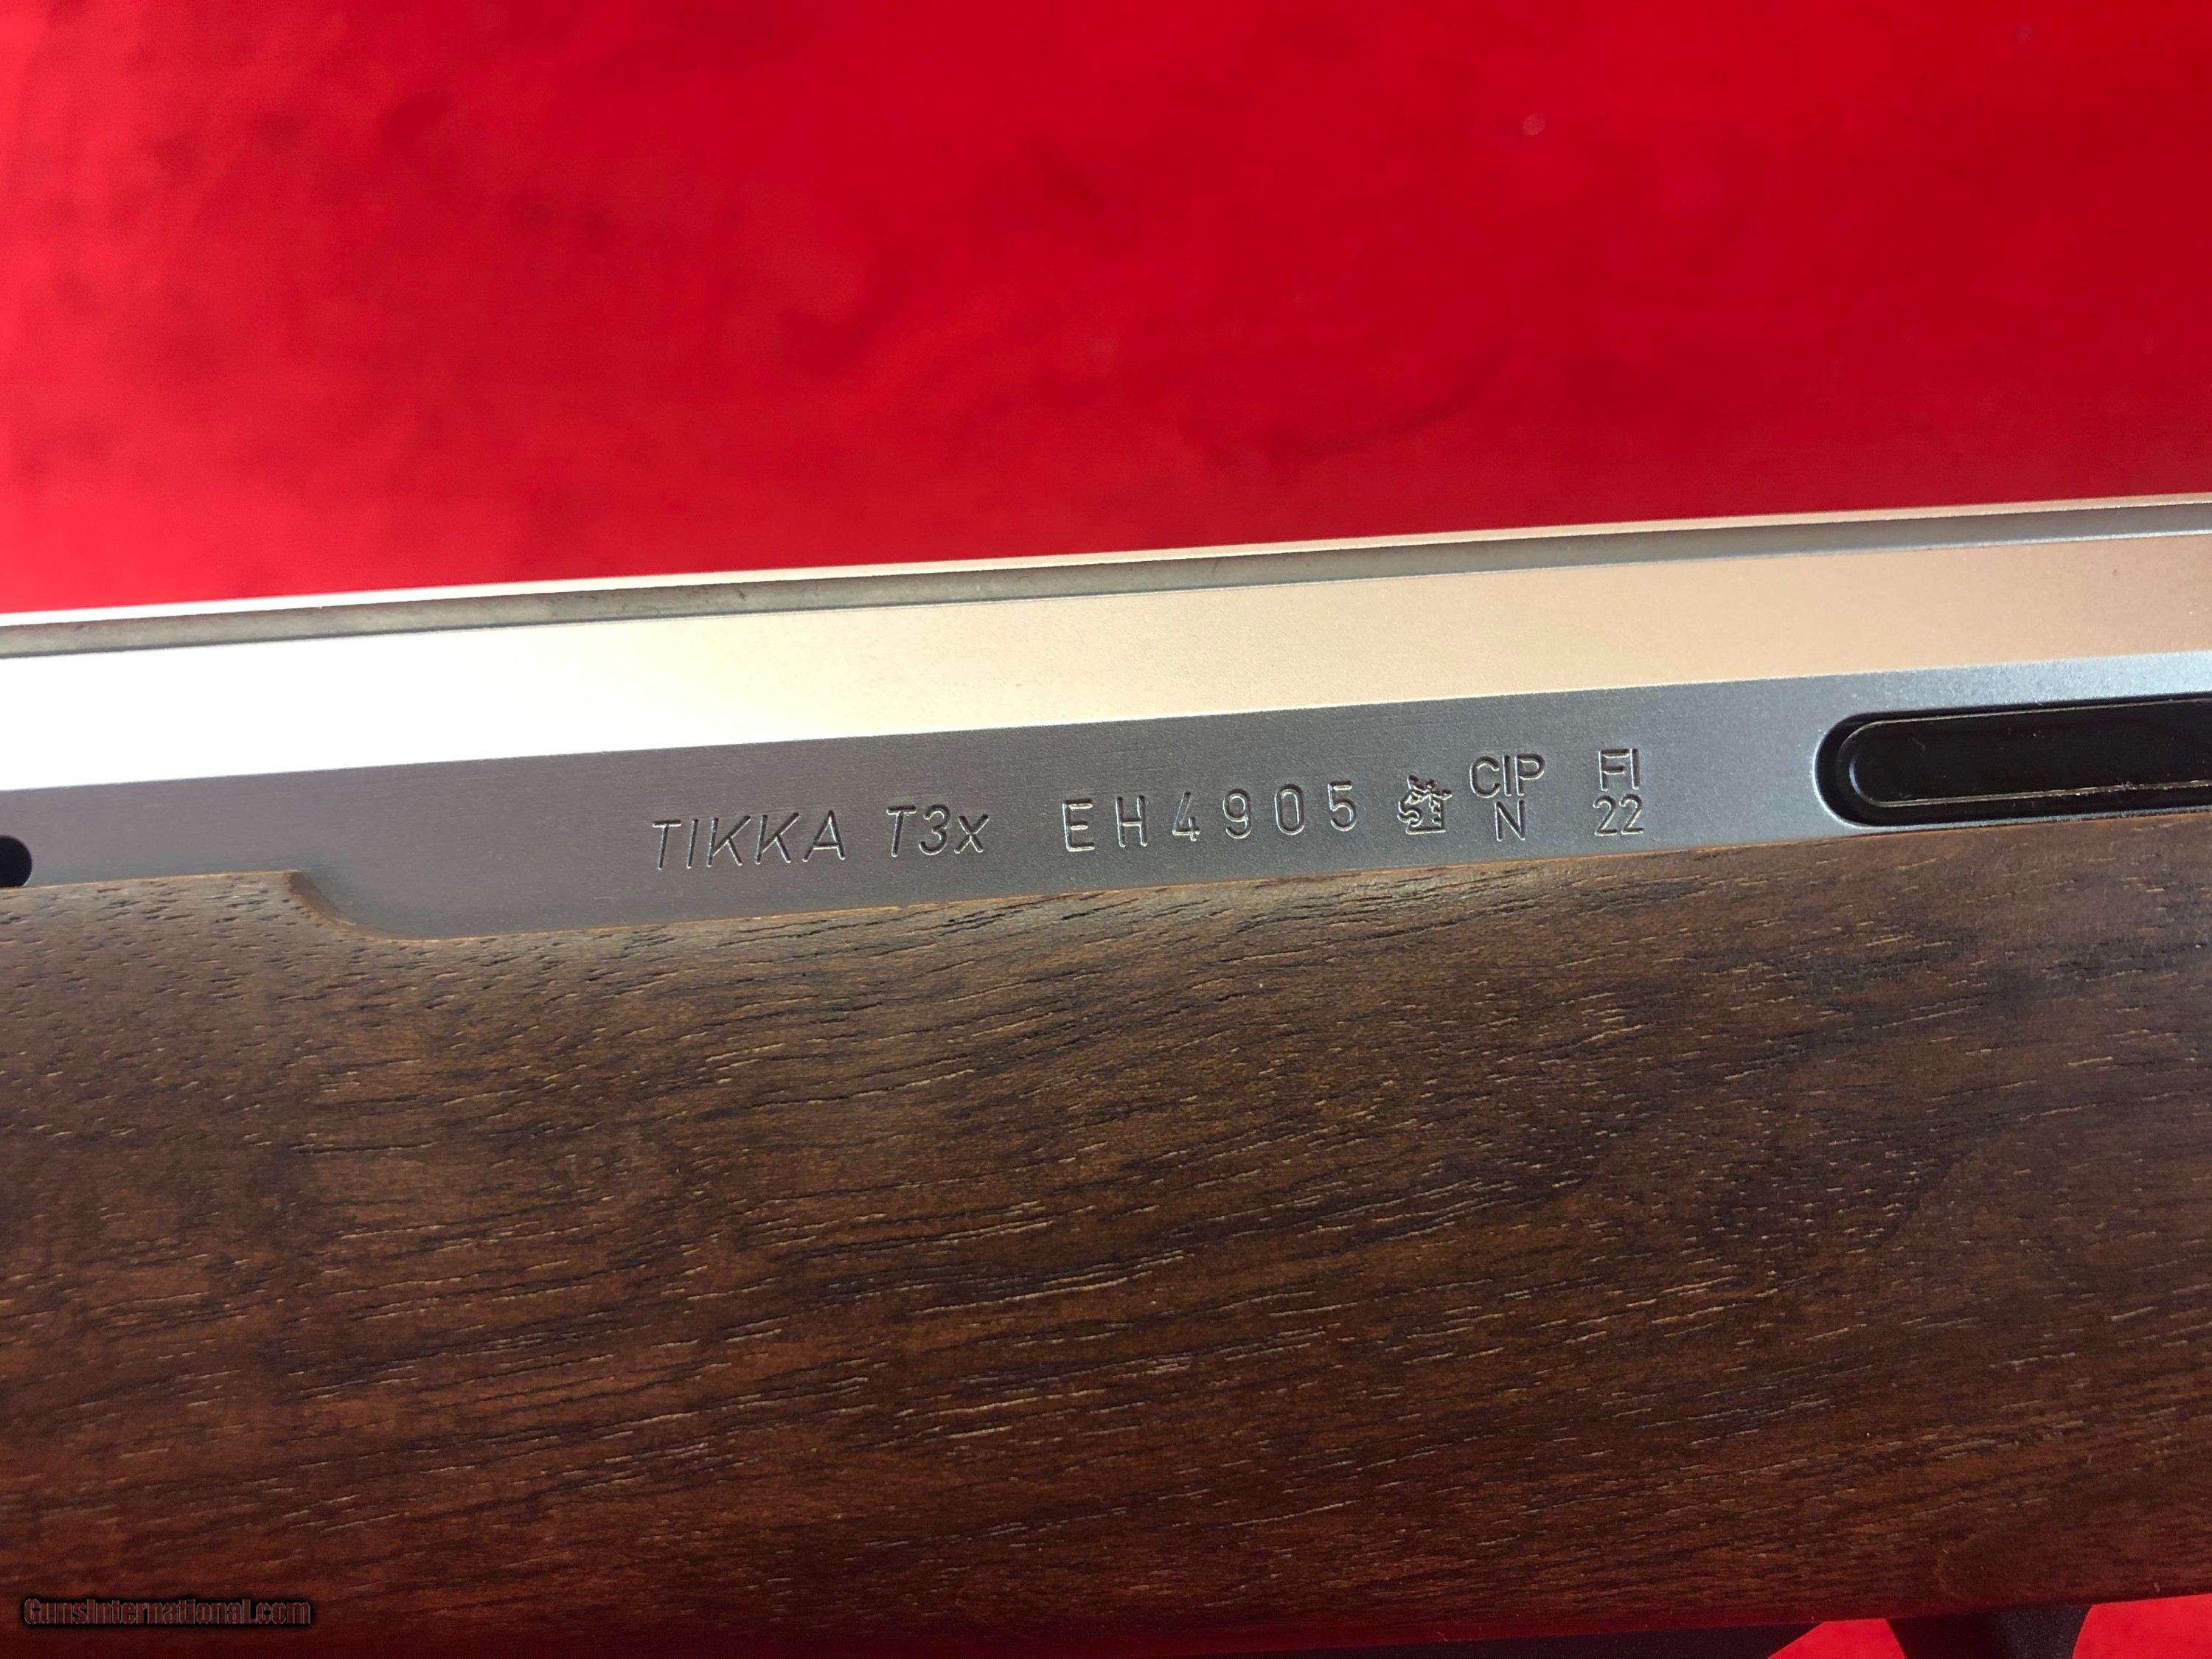 TIKKA T3x EH4905 CIP FI
N 22
GunsInternational.com